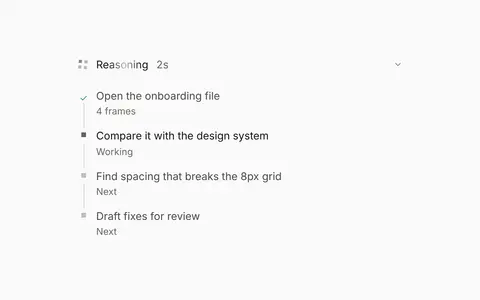 Reasoning 2s
Open the onboarding file
4 frames
Compare it with the design system
Working
Find spacing that breaks the 8px grid
Next
Draft fixes for review
Next